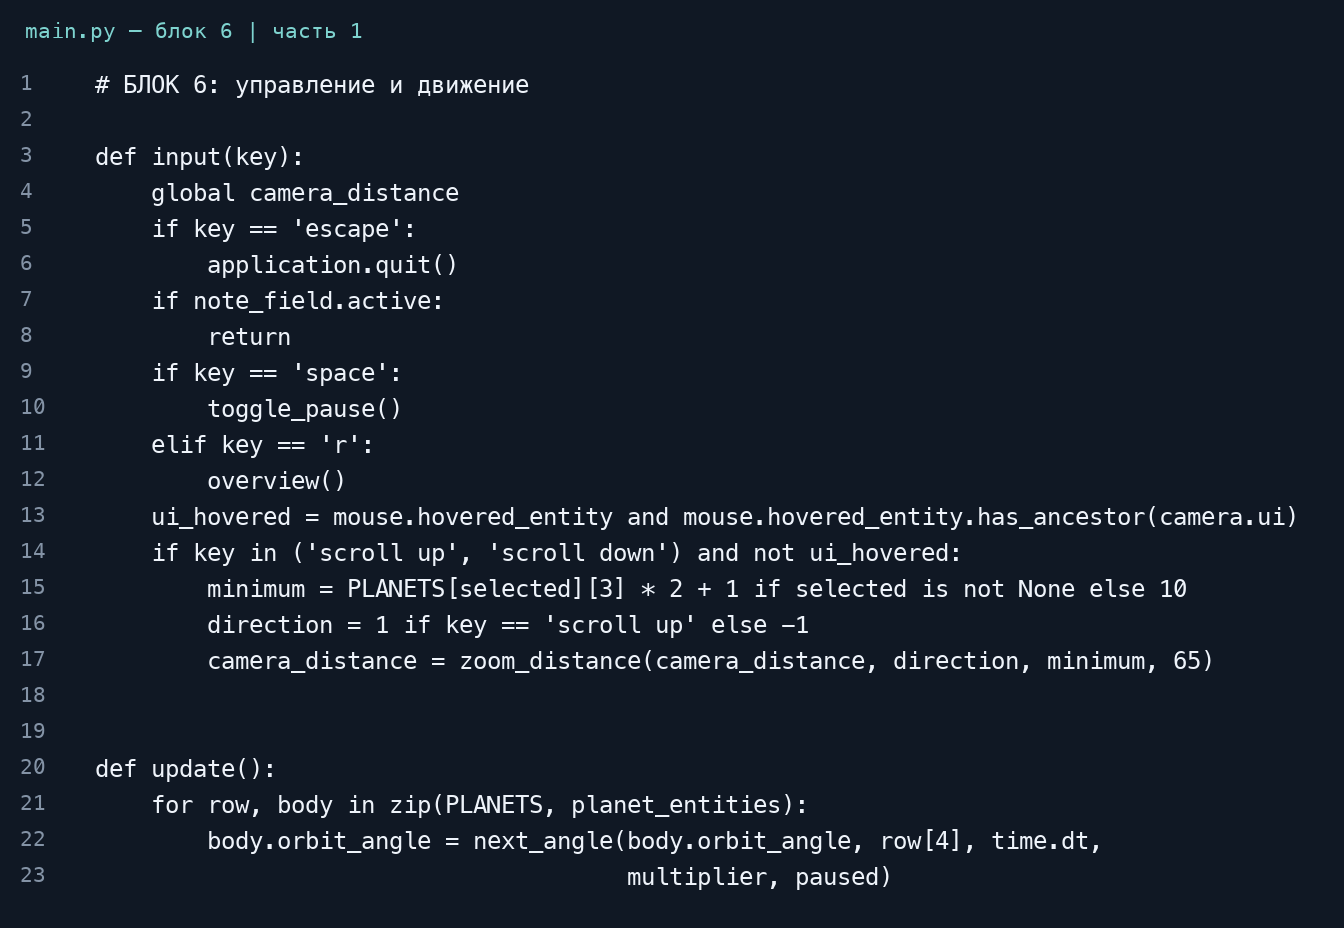 main.py — блок 6 | часть 1
1 # БЛОК 6: управление и движение
2
3 def input(key):
4     global camera_distance
5     if key == 'escape':
6         application.quit()
7     if note_field.active:
8         return
9     if key == 'space':
10         toggle_pause()
11     elif key == 'r':
12         overview()
13     ui_hovered = mouse.hovered_entity and mouse.hovered_entity.has_ancestor(camera.ui)
14     if key in ('scroll up', 'scroll down') and not ui_hovered:
15         minimum = PLANETS[selected][3] * 2 + 1 if selected is not None else 10
16         direction = 1 if key == 'scroll up' else −1
17         camera_distance = zoom_distance(camera_distance, direction, minimum, 65)
18
19
20 def update():
21     for row, body in zip(PLANETS, planet_entities):
22         body.orbit_angle = next_angle(body.orbit_angle, row[4], time.dt,
23                                       multiplier, paused)